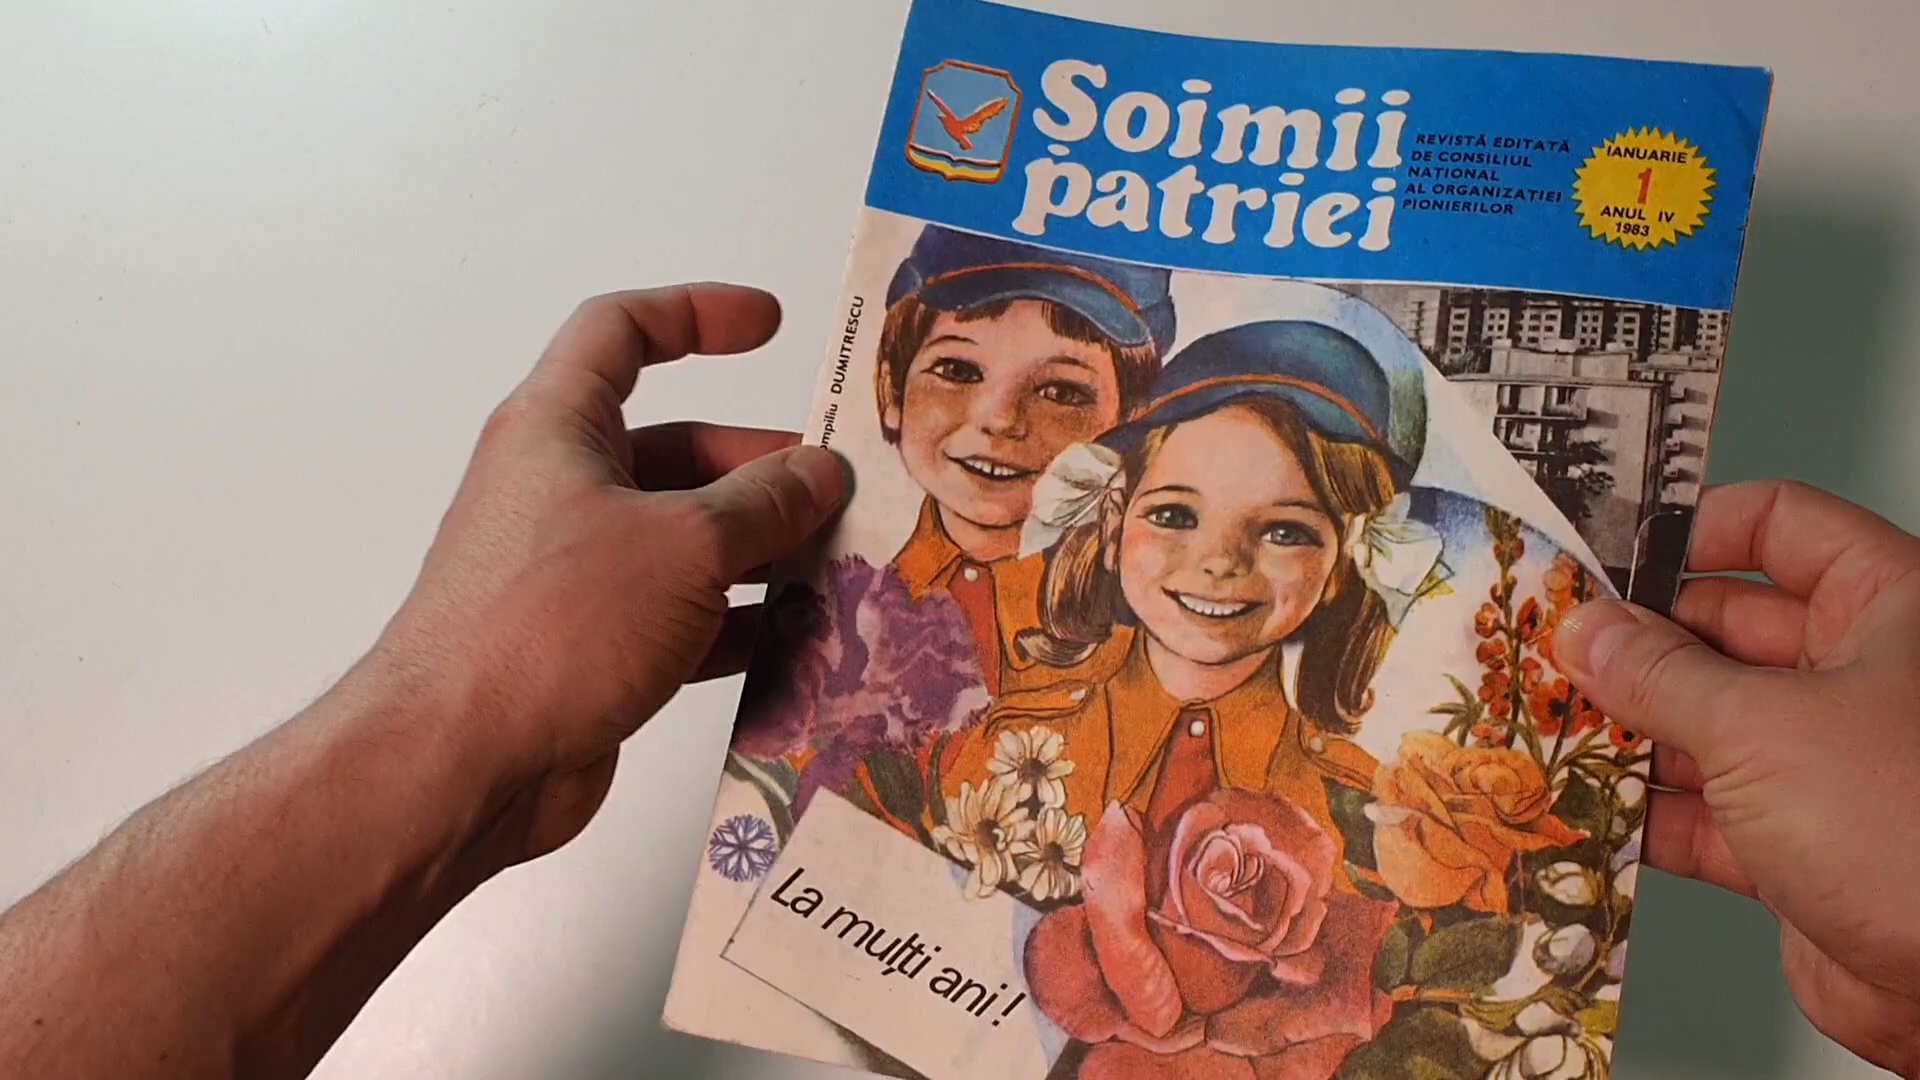 Șoimii
patriei
REVISTĂ EDITATĂ
DE CONSILIUL
NAȚIONAL
AL ORGANIZAȚIEI
PIONIERILOR
IANUARIE
1
ANUL IV
1983
DUMITRESCU
La mulți ani!